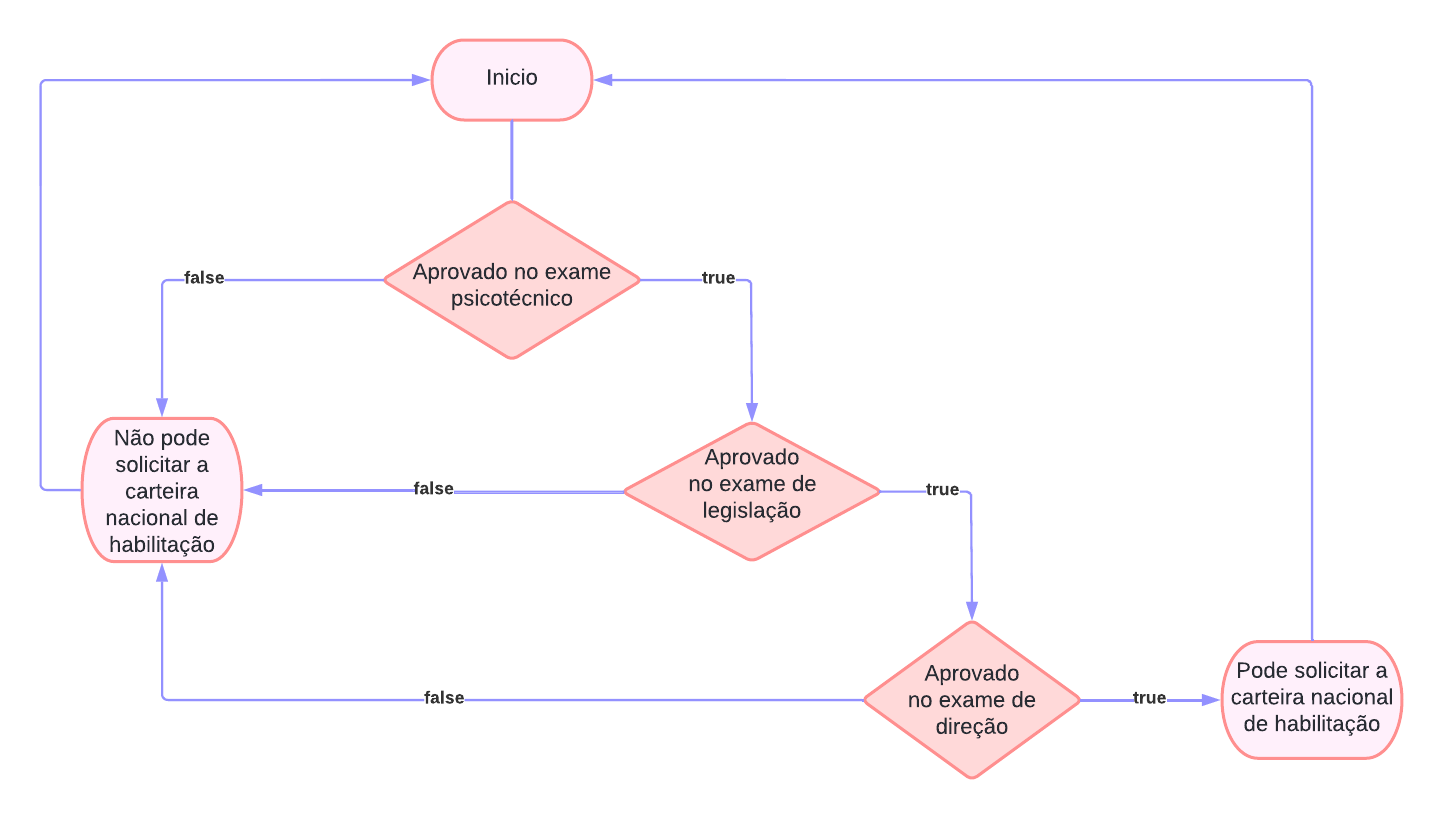 Inicio
Aprovado no exame
psicotécnico
false
true
Não pode
solicitar a
carteira
nacional de
habilitação
false
Aprovado
no exame de
legislação
true
false
Aprovado
no exame de
direção
true
Pode solicitar a
carteira nacional
de habilitação